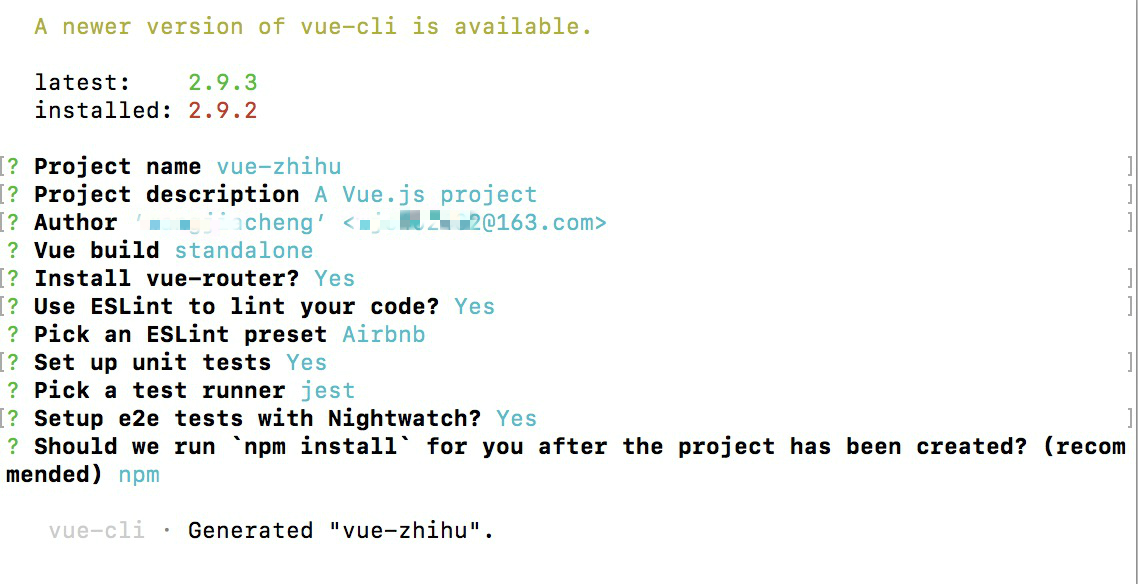 A newer version of vue-cli is available.
latest: 2.9.3
installed: 2.9.2
[? Project name vue-zhihu ]
[? Project description A Vue.js project ]
[? Author @163.com> ]
? Vue build standalone
[? Install vue-router? Yes ]
[? Use ESLint to lint your code? Yes ]
? Pick an ESLint preset Airbnb
[? Set up unit tests Yes ]
? Pick a test runner jest
[? Setup e2e tests with Nightwatch? Yes ]
? Should we run `npm install` for you after the project has been created? (recom
mended) npm
vue-cli · Generated "vue-zhihu".